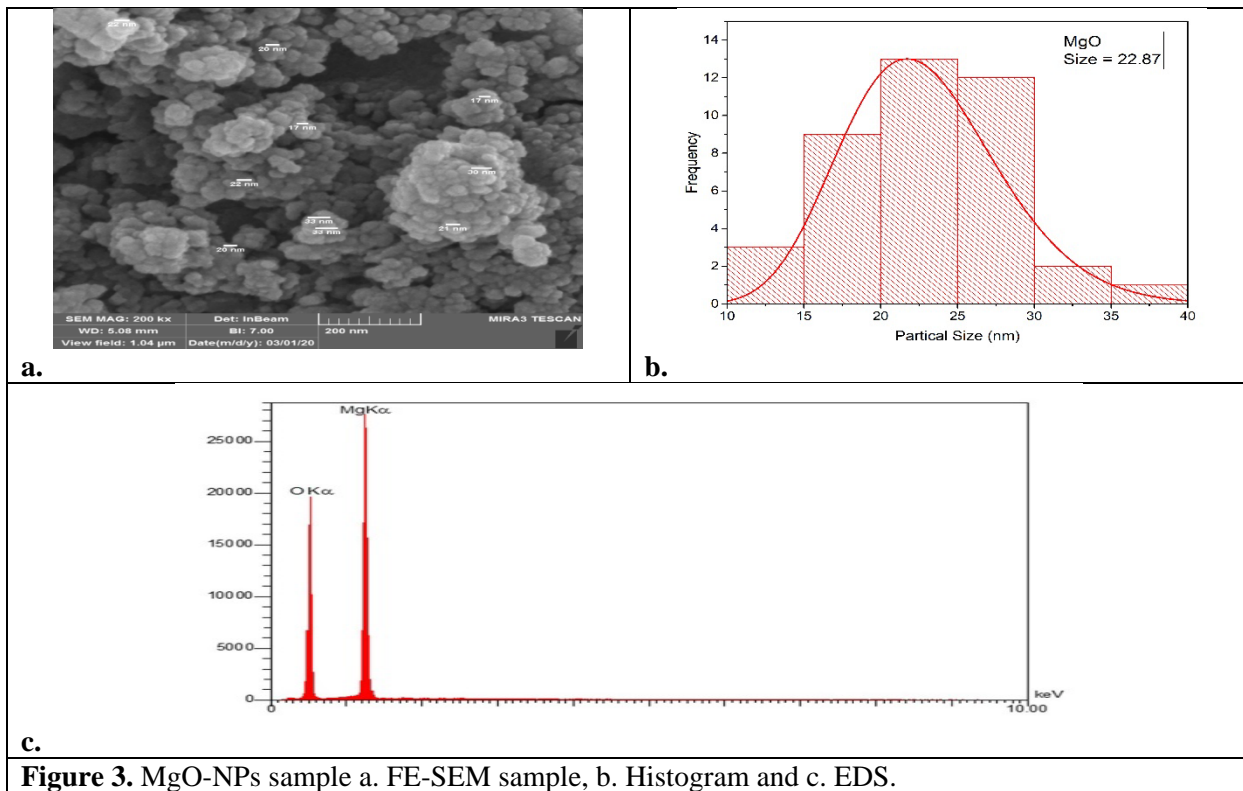 22 nm
20 nm
17 nm
17 nm
30 nm
22 nm
33 nm
33 nm
21 nm
20 nm
SEM MAG: 200 kx Det: InBeam MIRA3 TESCAN
WD: 5.08 mm BI: 7.00 200 nm
View field: 1.04 µm Date(m/d/y): 03/01/20
a.
14
12
10
8
6
4
2
0
Frequency
MgO
Size = 22.87
10 15 20 25 30 35 40
Partical Size (nm)
b.
MgKα
25000
20000
OKα
15000
10000
5000
0
0 10.00
keV
c.
Figure 3. MgO-NPs sample a. FE-SEM sample, b. Histogram and c. EDS.